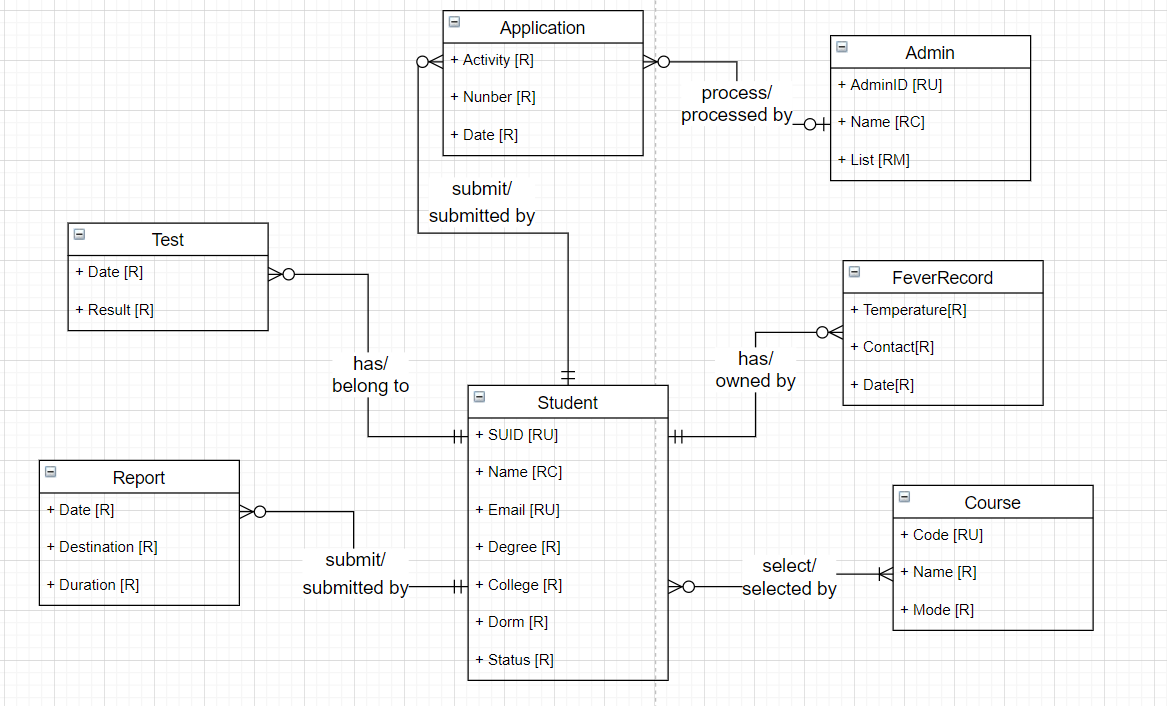 Application
+ Activity [R]
+ Nunber [R]
+ Date [R]
Admin
+ AdminID [RU]
+ Name [RC]
+ List [RM]
process/
processed by
submit/
submitted by
Test
+ Date [R]
+ Result [R]
has/
belong to
FeverRecord
+ Temperature[R]
+ Contact[R]
+ Date[R]
has/
owned by
Student
+ SUID [RU]
+ Name [RC]
+ Email [RU]
+ Degree [R]
+ College [R]
+ Dorm [R]
+ Status [R]
Report
+ Date [R]
+ Destination [R]
+ Duration [R]
submit/
submitted by
select/
selected by
Course
+ Code [RU]
+ Name [R]
+ Mode [R]